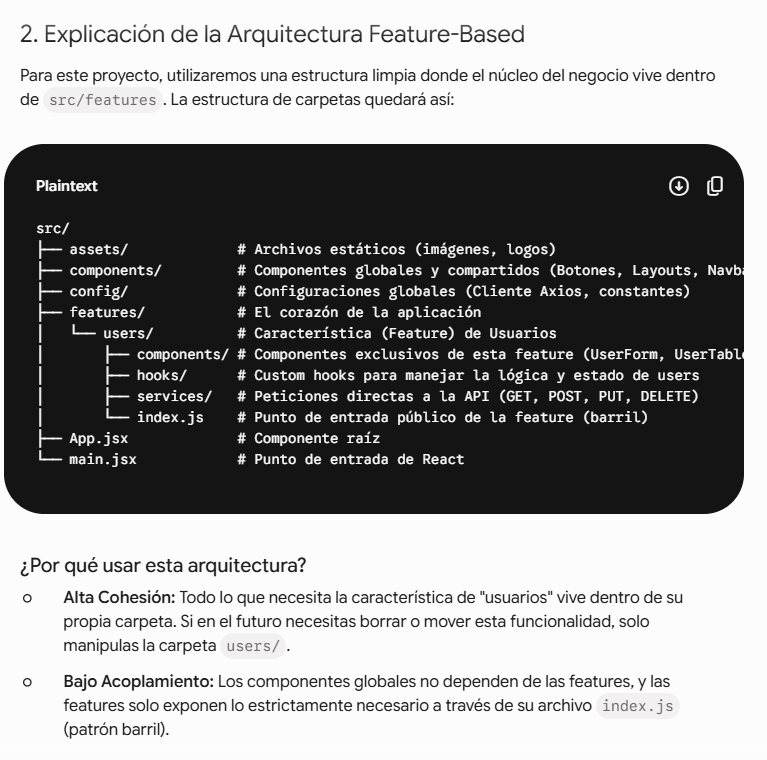 2. Explicación de la Arquitectura Feature-Based
Para este proyecto, utilizaremos una estructura limpia donde el núcleo del negocio vive dentro
de src/features . La estructura de carpetas quedará así:
Plaintext
src/
├── assets/             # Archivos estáticos (imágenes, logos)
├── components/         # Componentes globales y compartidos (Botones, Layouts, Navba
├── config/             # Configuraciones globales (Cliente Axios, constantes)
├── features/           # El corazón de la aplicación
│   └── users/          # Característica (Feature) de Usuarios
│       ├── components/ # Componentes exclusivos de esta feature (UserForm, UserTable
│       ├── hooks/      # Custom hooks para manejar la lógica y estado de users
│       ├── services/   # Peticiones directas a la API (GET, POST, PUT, DELETE)
│       └── index.js    # Punto de entrada público de la feature (barril)
├── App.jsx             # Componente raíz
└── main.jsx            # Punto de entrada de React
¿Por qué usar esta arquitectura?
Alta Cohesión: Todo lo que necesita la característica de "usuarios" vive dentro de su
propia carpeta. Si en el futuro necesitas borrar o mover esta funcionalidad, solo
manipulas la carpeta users/ .
Bajo Acoplamiento: Los componentes globales no dependen de las features, y las
features solo exponen lo estrictamente necesario a través de su archivo index.js
(patrón barril).